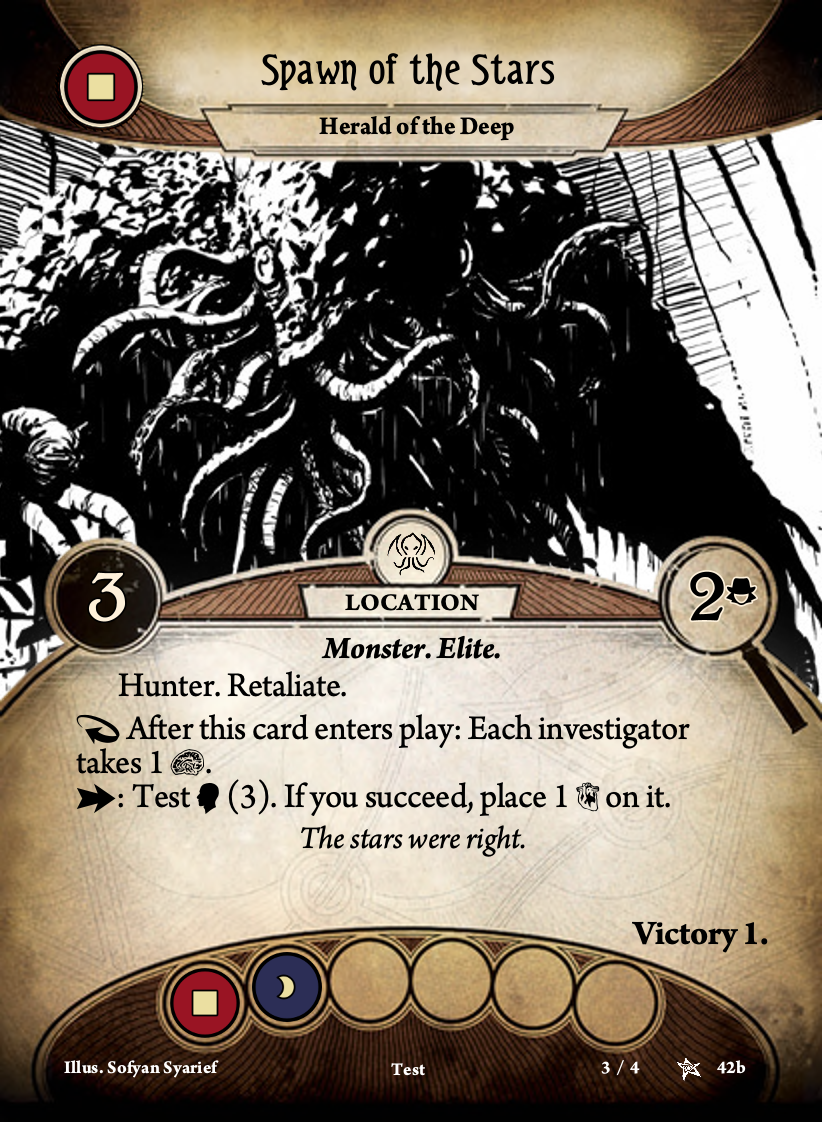 Spawn of the Stars
Herald of the Deep
3
LOCATION
2
Monster. Elite.
Hunter. Retaliate.
After this card enters play: Each investigator
takes 1 .
: Test (3). If you succeed, place 1 on it.
The stars were right.
Victory 1.
Illus. Sofyan Syarief
Test
3 / 4
42b